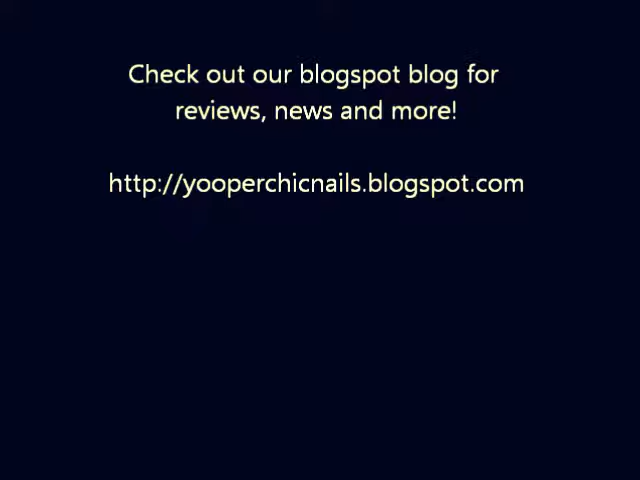 Check out our blogspot blog for
reviews, news and more!
http://yooperchicnails.blogspot.com